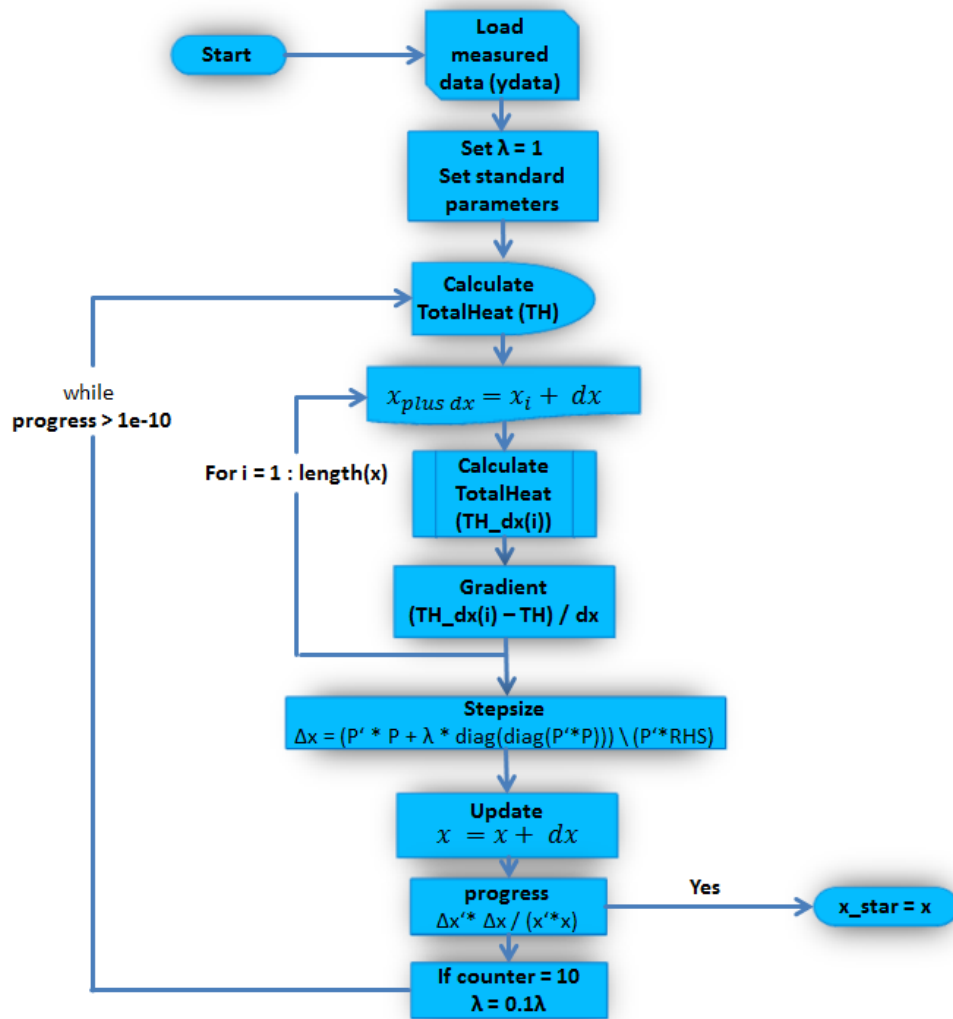 Start
Load
measured
data (ydata)
Set λ = 1
Set standard
parameters
Calculate
TotalHeat (TH)
while
progress > 1e-10
x_{plus dx} = x_i + dx
For i = 1 : length(x)
Calculate
TotalHeat
(TH_dx(i))
Gradient
(TH_dx(i) – TH) / dx
Stepsize
Δx = (P‘ * P + λ * diag(diag(P‘*P))) \ (P‘*RHS)
Update
x = x + dx
progress
Δx‘* Δx / (x‘*x)
Yes
x_star = x
If counter = 10
λ = 0.1λ